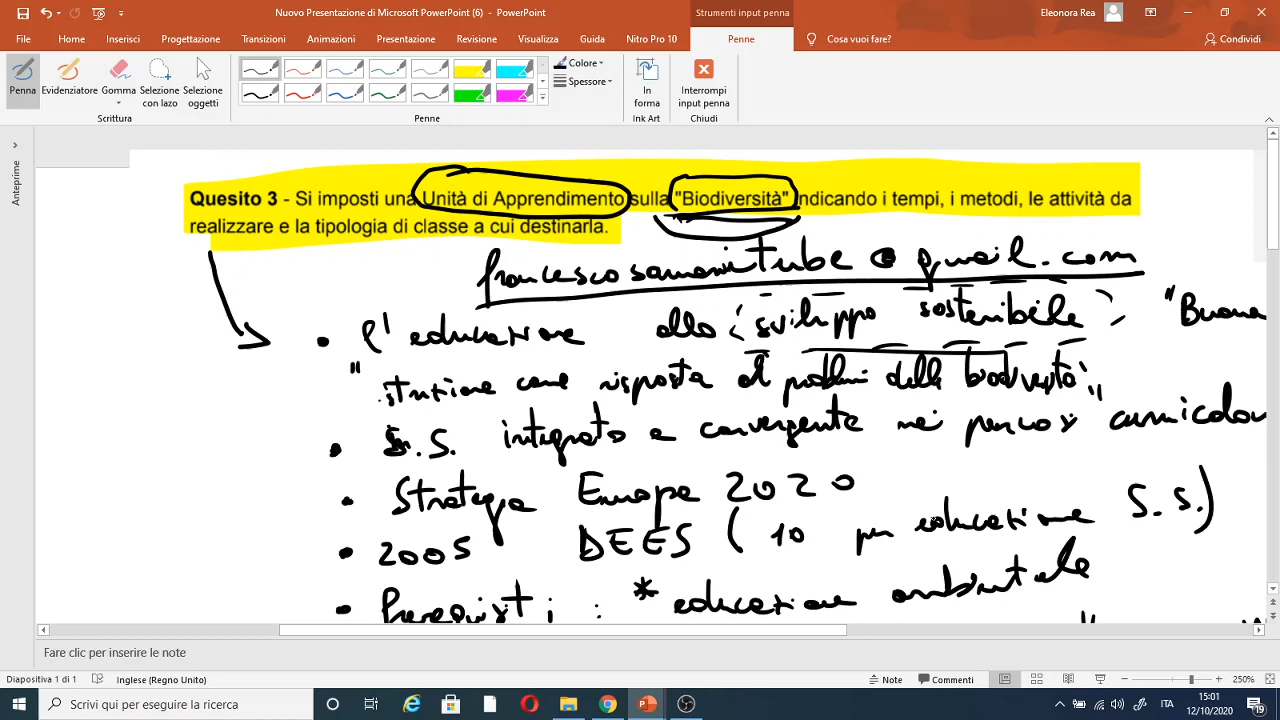 Nuovo Presentazione di Microsoft PowerPoint (6) - PowerPoint
Strumenti input penna
Eleonora Rea
File Home Inserisci Progettazione Transizioni Animazioni Presentazione Revisione Visualizza Guida Nitro Pro 10 Penne Cosa vuoi fare? Condividi
Penna Evidenziatore Gomma Selezione con lazo Selezione oggetti
Colore
Spessore
In forma
Interrompi input penna
Scrittura Penne Ink Art Chiudi
Anteprime
Quesito 3 - Si imposti una Unità di Apprendimento sulla "Biodiversità" indicando i tempi, i metodi, le attività da
realizzare e la tipologia di classe a cui destinarla.
@ gmail.com
• l'educazione allo (sviluppo sostenibile) "Buona
istruzione come risposta ai problemi della biodiversità"
• S.S. integrato e convergente nei percorsi
• Strategia Europa 2020
• 2005 DEES (10 per educazione S.S.)
• Prerequisiti : * educazione ambientale
Fare clic per inserire le note
Diapositiva 1 di 1 Inglese (Regno Unito) Note Commenti 250%
Scrivi qui per eseguire la ricerca
ITA
15:01
12/10/2020
19